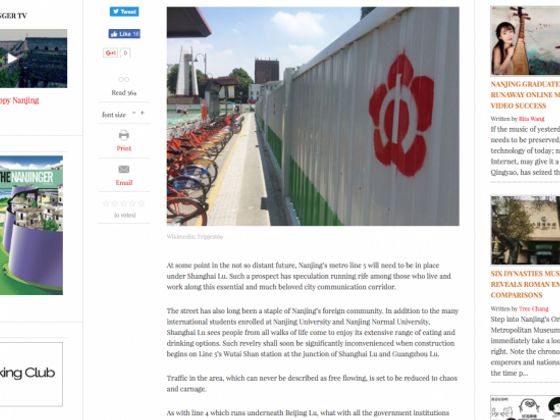 GER TV
ppy Nanjing
THE NANJINGER
king Club
Tweet
Like 18
G+1 0
Read 364
font size
Print
Email
(0 votes)
At some point in the not so distant future, Nanjing's metro line 5 will need to be in place
under Shanghai Lu. Such a prospect has speculation running rife among those who live and
work along this essential and much beloved city communication corridor.
The street has also long been a staple of Nanjing's foreign community. In addition to the many
international students enrolled at Nanjing University and Nanjing Normal University,
Shanghai Lu sees people from all walks of life come to enjoy its extensive range of eating and
drinking options. Such revelry shall soon be significantly inconvenienced when construction
begins on Line 5's Wutai Shan station at the junction of Shanghai Lu and Guangzhou Lu.
Traffic in the area, which can never be described as free flowing, is set to be reduced to chaos
and carnage.
As with line 4 which runs underneath Beijing Lu, what with all the government institutions
NANJING GRADUATE
RUNAWAY ONLINE M
VIDEO SUCCESS
Written by Rita Wang
If the music of yesterd
needs to be preserved,
technology of today; n
Internet, may give it a
Qingyao, has seized th
SIX DYNASTIES MUS
REVEALS ROMAN EN
COMPARISONS
Written by Tree Chang
Step into Nanjing's Or
Metropolitan Museum
immediately take a loo
right. Note the chrono
emperors and nationa
the time p...